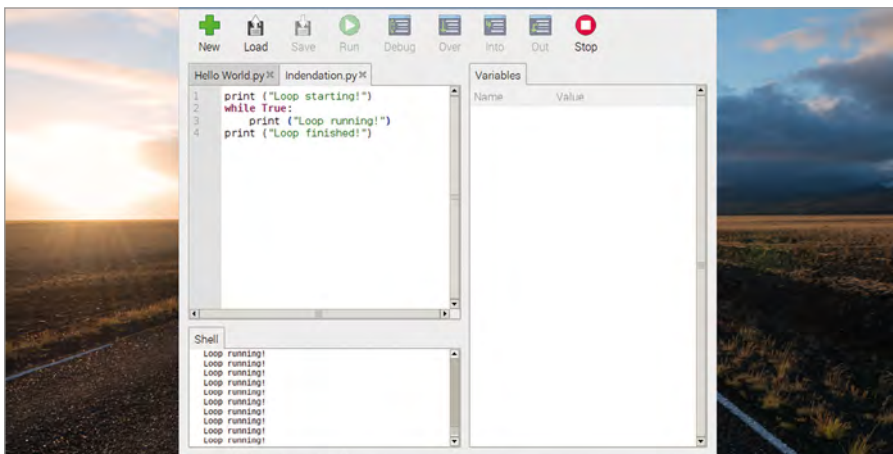 New Load Save Run Debug Over Into Out Stop
Hello World.py Indendation.py
1 print ("Loop starting!")
2 while True:
3     print ("Loop running!")
4 print ("Loop finished!")
Variables
Name Value
Shell
Loop running!
Loop running!
Loop running!
Loop running!
Loop running!
Loop running!
Loop running!
Loop running!
Loop running!
Loop running!